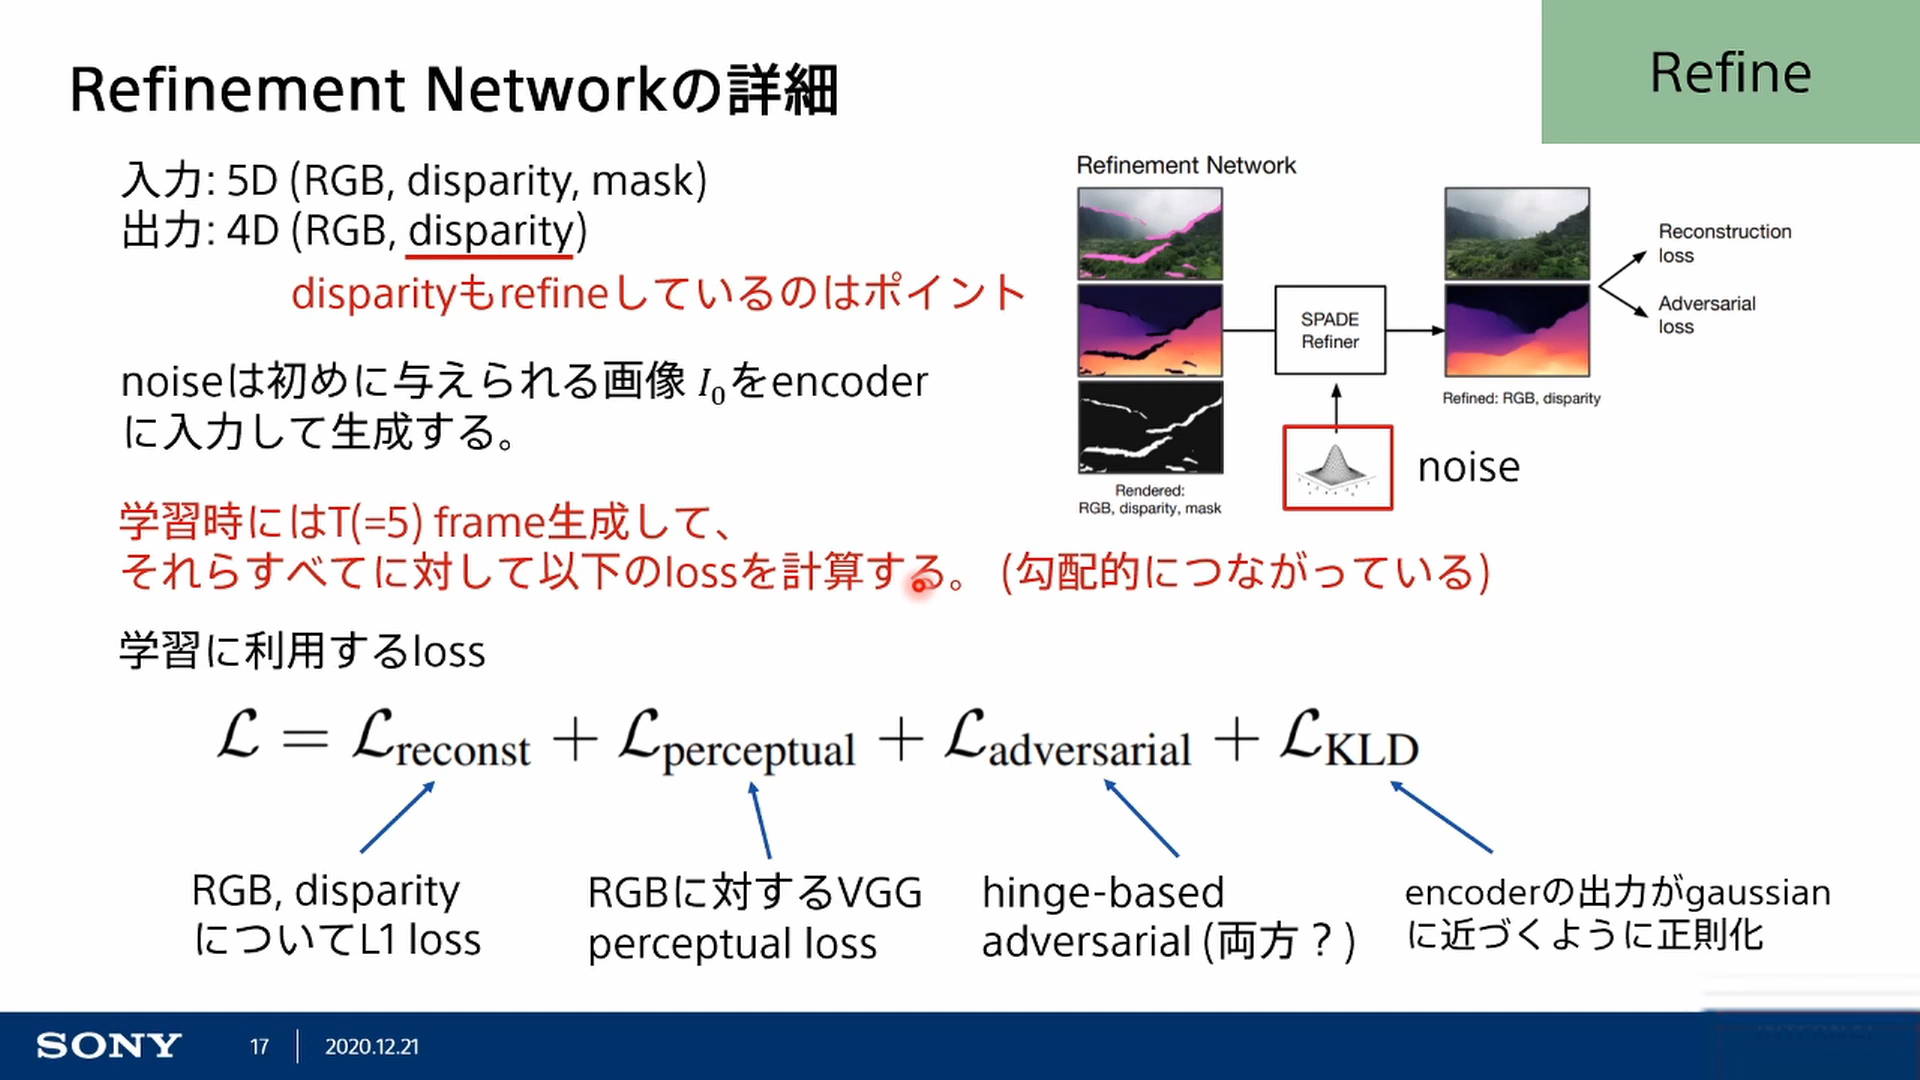 Refinement Networkの詳細
Refine
入力: 5D (RGB, disparity, mask)
出力: 4D (RGB, disparity)
disparityもrefineしているのはポイント
noiseは初めに与えられる画像 I₀をencoder
に入力して生成する。
学習時にはT(=5) frame生成して、
それらすべてに対して以下のlossを計算する。 (勾配的につながっている)
Refinement Network
SPADE
Refiner
Reconstruction
loss
Adversarial
loss
Refined: RGB, disparity
noise
Rendered:
RGB, disparity, mask
学習に利用するloss
ℒ = ℒreconst + ℒperceptual + ℒadversarial + ℒKLD
RGB, disparity
についてL1 loss
RGBに対するVGG
perceptual loss
hinge-based
adversarial (両方？)
encoderの出力がgaussian
に近づくように正則化
SONY
17
2020.12.21